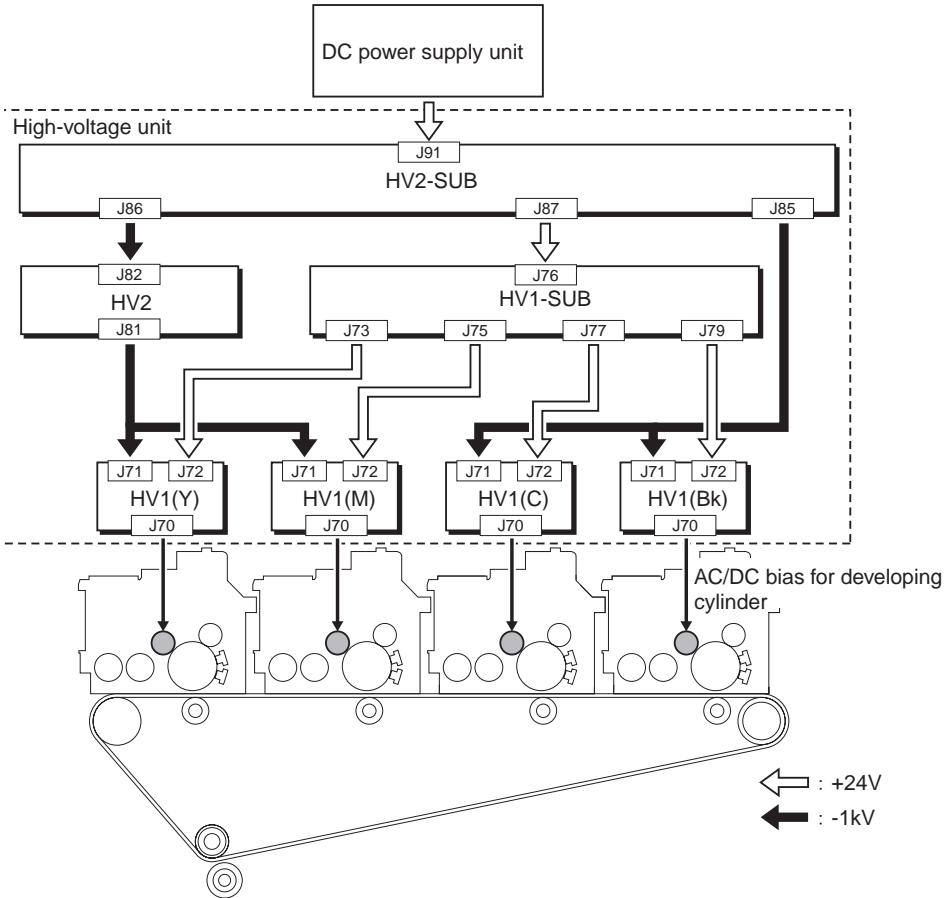 DC power supply unit
High-voltage unit
J91
HV2-SUB
J86
J87
J85
J82
HV2
J81
J76
HV1-SUB
J73
J75
J77
J79
J71
J72
HV1(Y)
J70
J71
J72
HV1(M)
J70
J71
J72
HV1(C)
J70
J71
J72
HV1(Bk)
J70
AC/DC bias for developing
cylinder
: +24V
: -1kV